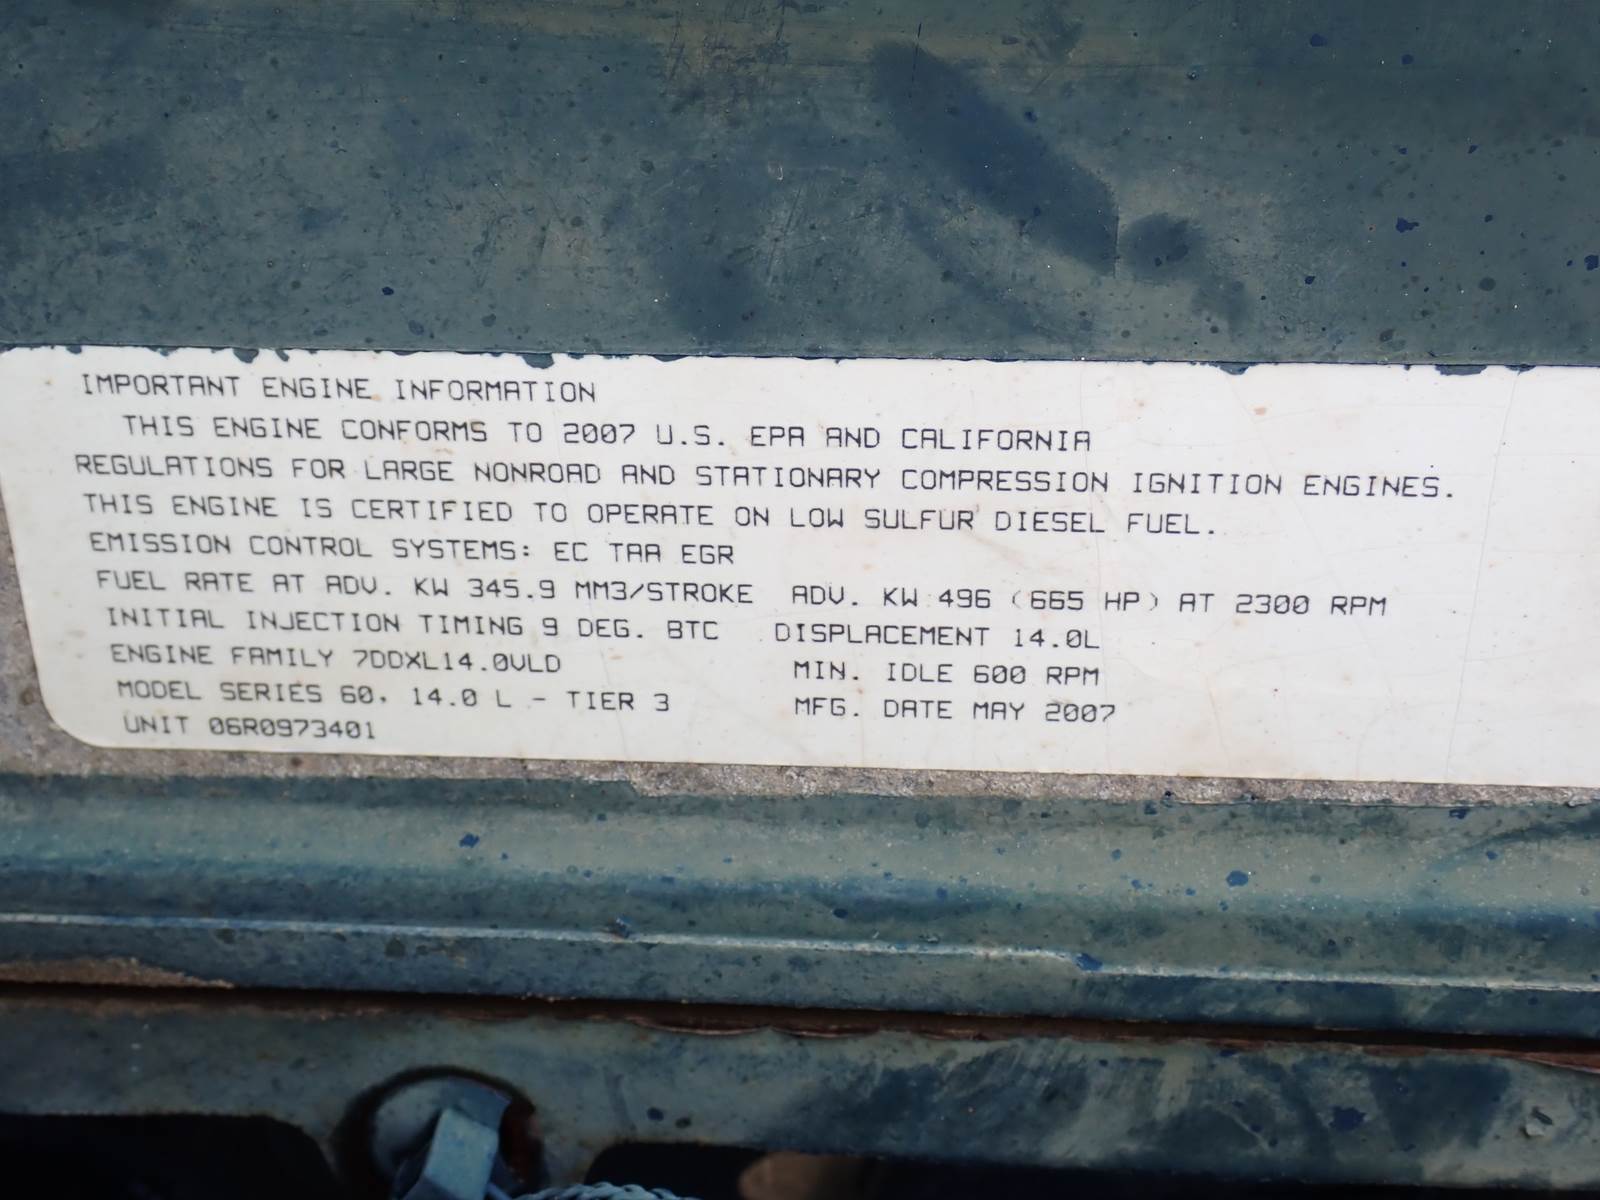 IMPORTANT ENGINE INFORMATION
THIS ENGINE CONFORMS TO 2007 U.S. EPA AND CALIFORNIA
REGULATIONS FOR LARGE NONROAD AND STATIONARY COMPRESSION IGNITION ENGINES.
THIS ENGINE IS CERTIFIED TO OPERATE ON LOW SULFUR DIESEL FUEL.
EMISSION CONTROL SYSTEMS: EC TAA EGR
FUEL RATE AT ADV. KW 345.9 MM3/STROKE ADV. KW 496 (665 HP) AT 2300 RPM
INITIAL INJECTION TIMING 9 DEG. BTC DISPLACEMENT 14.0L
ENGINE FAMILY 7DDXL14.0VLD MIN. IDLE 600 RPM
MODEL SERIES 60, 14.0 L - TIER 3 MFG. DATE MAY 2007
UNIT 06R0973401